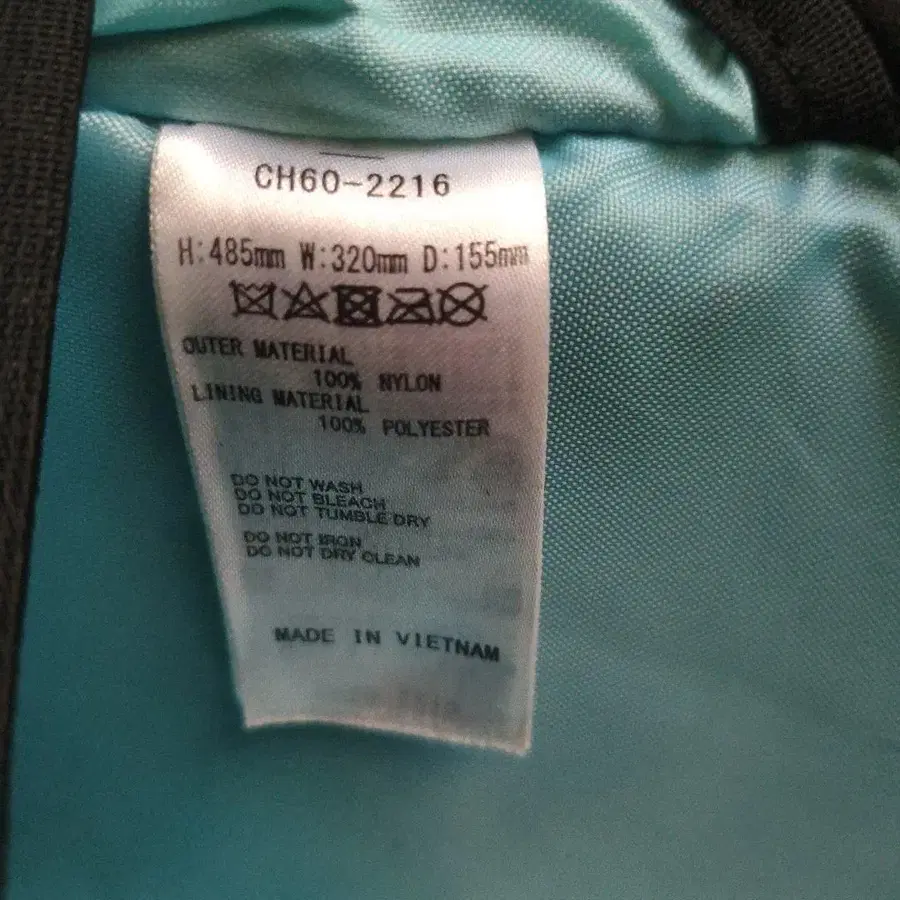 CH60-2216
H:485mm W:320mm D:155mm
OUTER MATERIAL
100% NYLON
LINING MATERIAL
100% POLYESTER
DO NOT WASH
DO NOT BLEACH
DO NOT TUMBLE DRY
DO NOT IRON
DO NOT DRY CLEAN
MADE IN VIETNAM